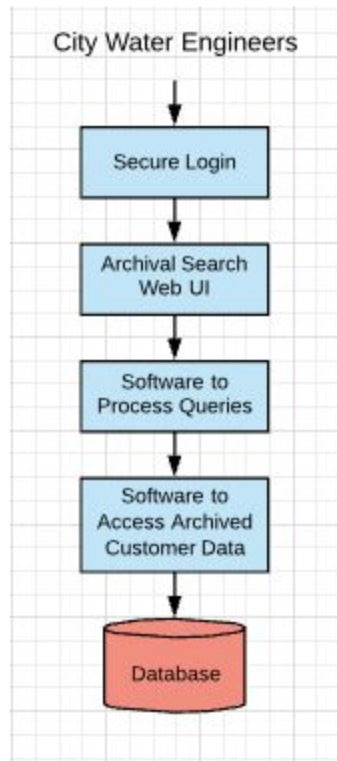 City Water Engineers
Secure Login
Archival Search
Web UI
Software to
Process Queries
Software to
Access Archived
Customer Data
Database